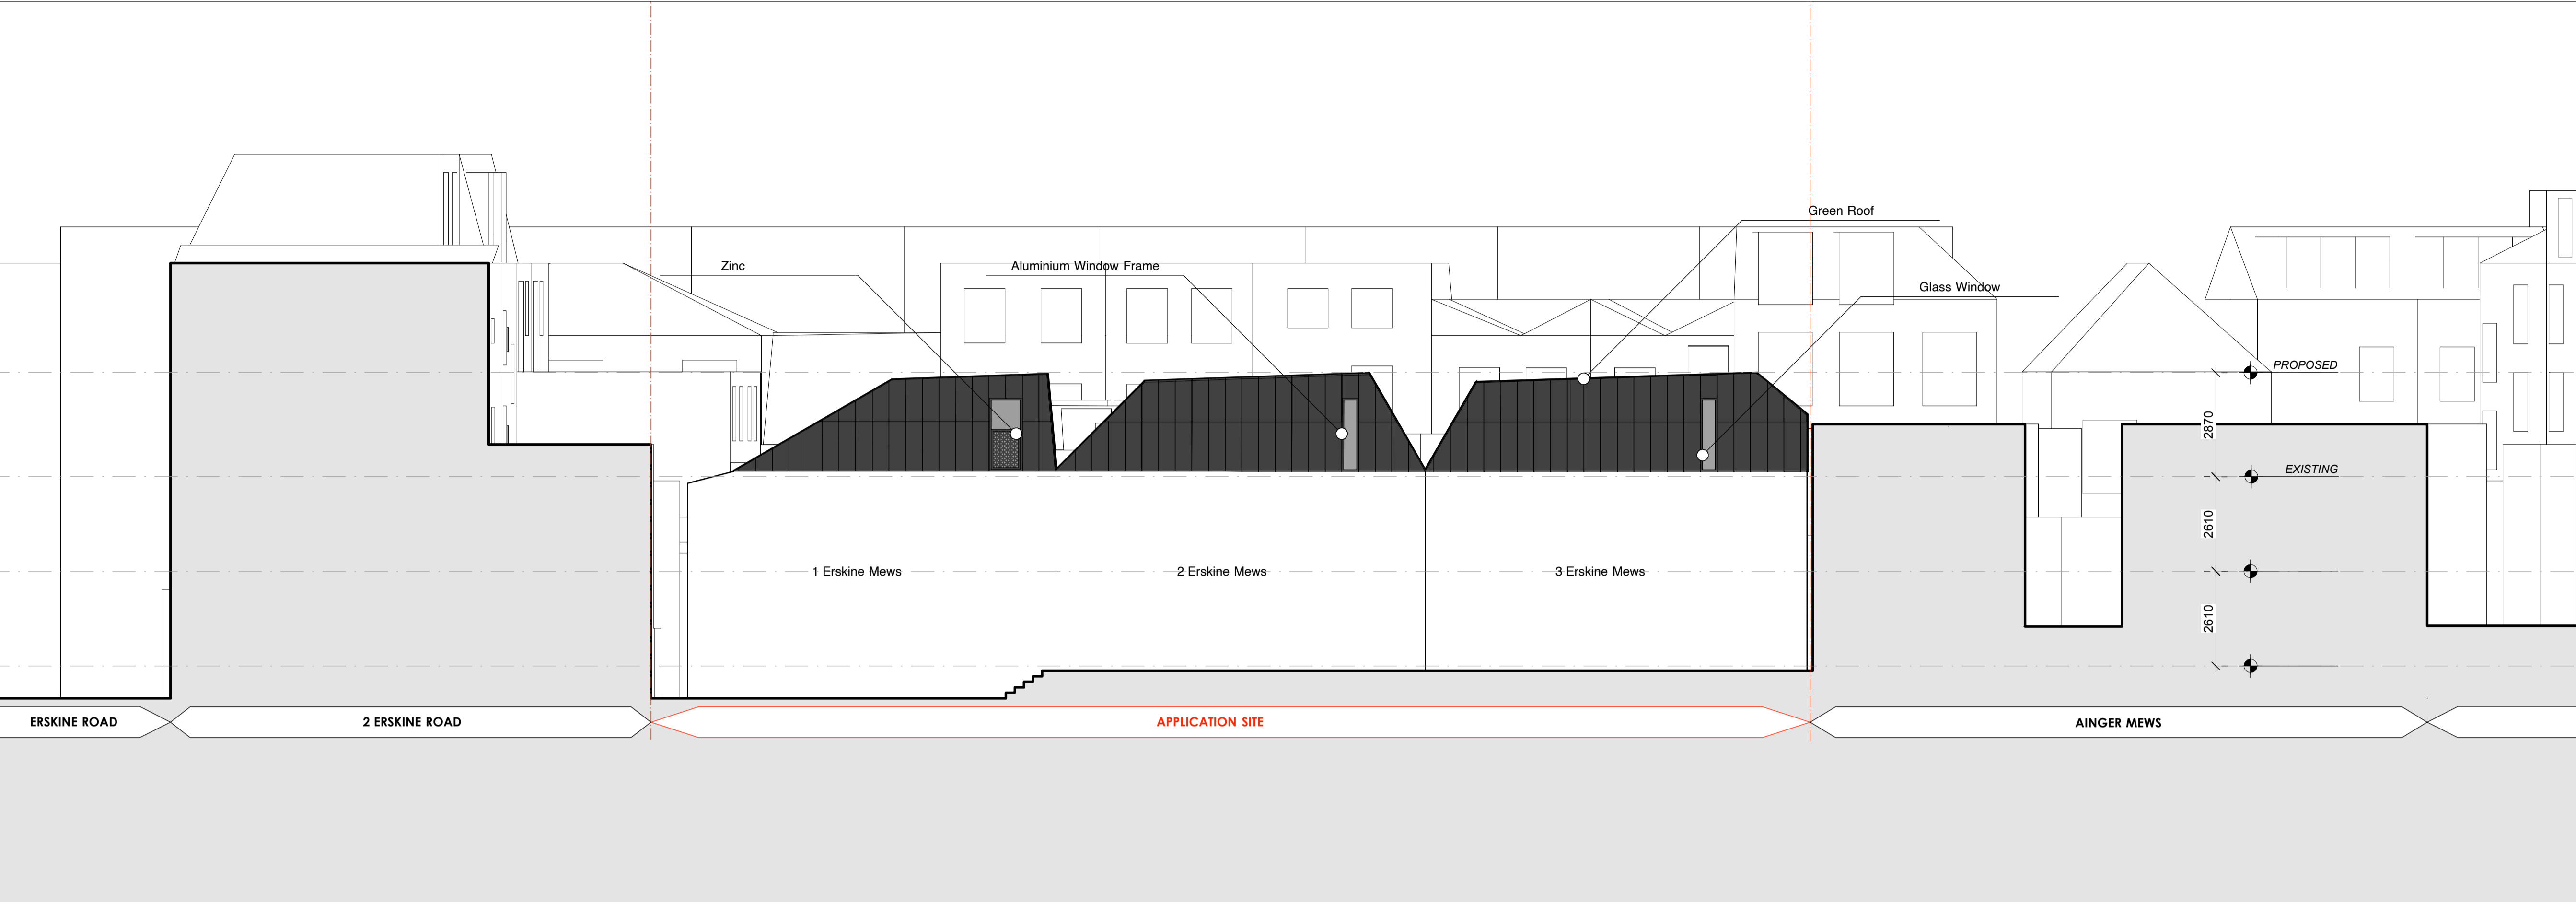 Green Roof
Zinc
Aluminium Window Frame
Glass Window
PROPOSED
2870
EXISTING
2610
1 Erskine Mews
2 Erskine Mews
3 Erskine Mews
2610
ERSKINE ROAD
2 ERSKINE ROAD
APPLICATION SITE
AINGER MEWS